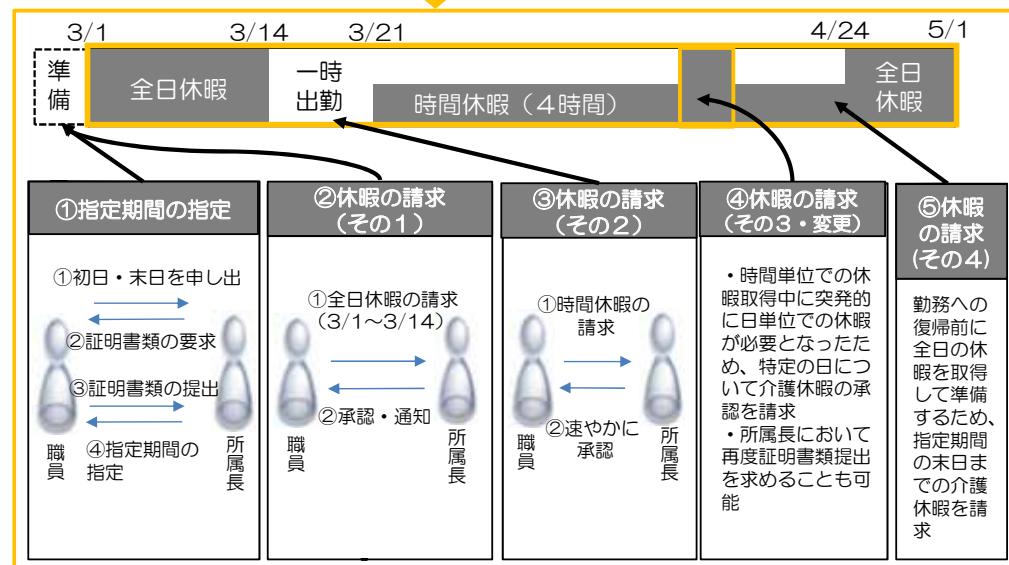 3/1
3/14
3/21
4/24
5/1
準
備
全日休暇
一時
出勤
時間休暇(4時間)
全日
休暇
①指定期間の指定
①初日・末日を申し出
②証明書類の要求
③証明書類の提出
④指定期間の
指定
職員
所属長
②休暇の請求
(その1)
①全日休暇の請求
(3/1~3/14)
②承認・通知
職員
所属長
③休暇の請求
(その2)
①時間休暇の
請求
②速やかに
承認
職員
所属長
④休暇の請求
(その3・変更)
・時間単位での休
暇取得中に突発的
に日単位での休暇
が必要となったた
め、特定の日につ
いて介護休暇の承
認を請求
・所属長において
再度証明書類提出
を求めることも可
能
⑤休暇
の請求
(その4)
勤務への
復帰前に
全日の休
暇を取得
して準備
するため、
指定期間
の末日ま
での介護
休暇を請
求